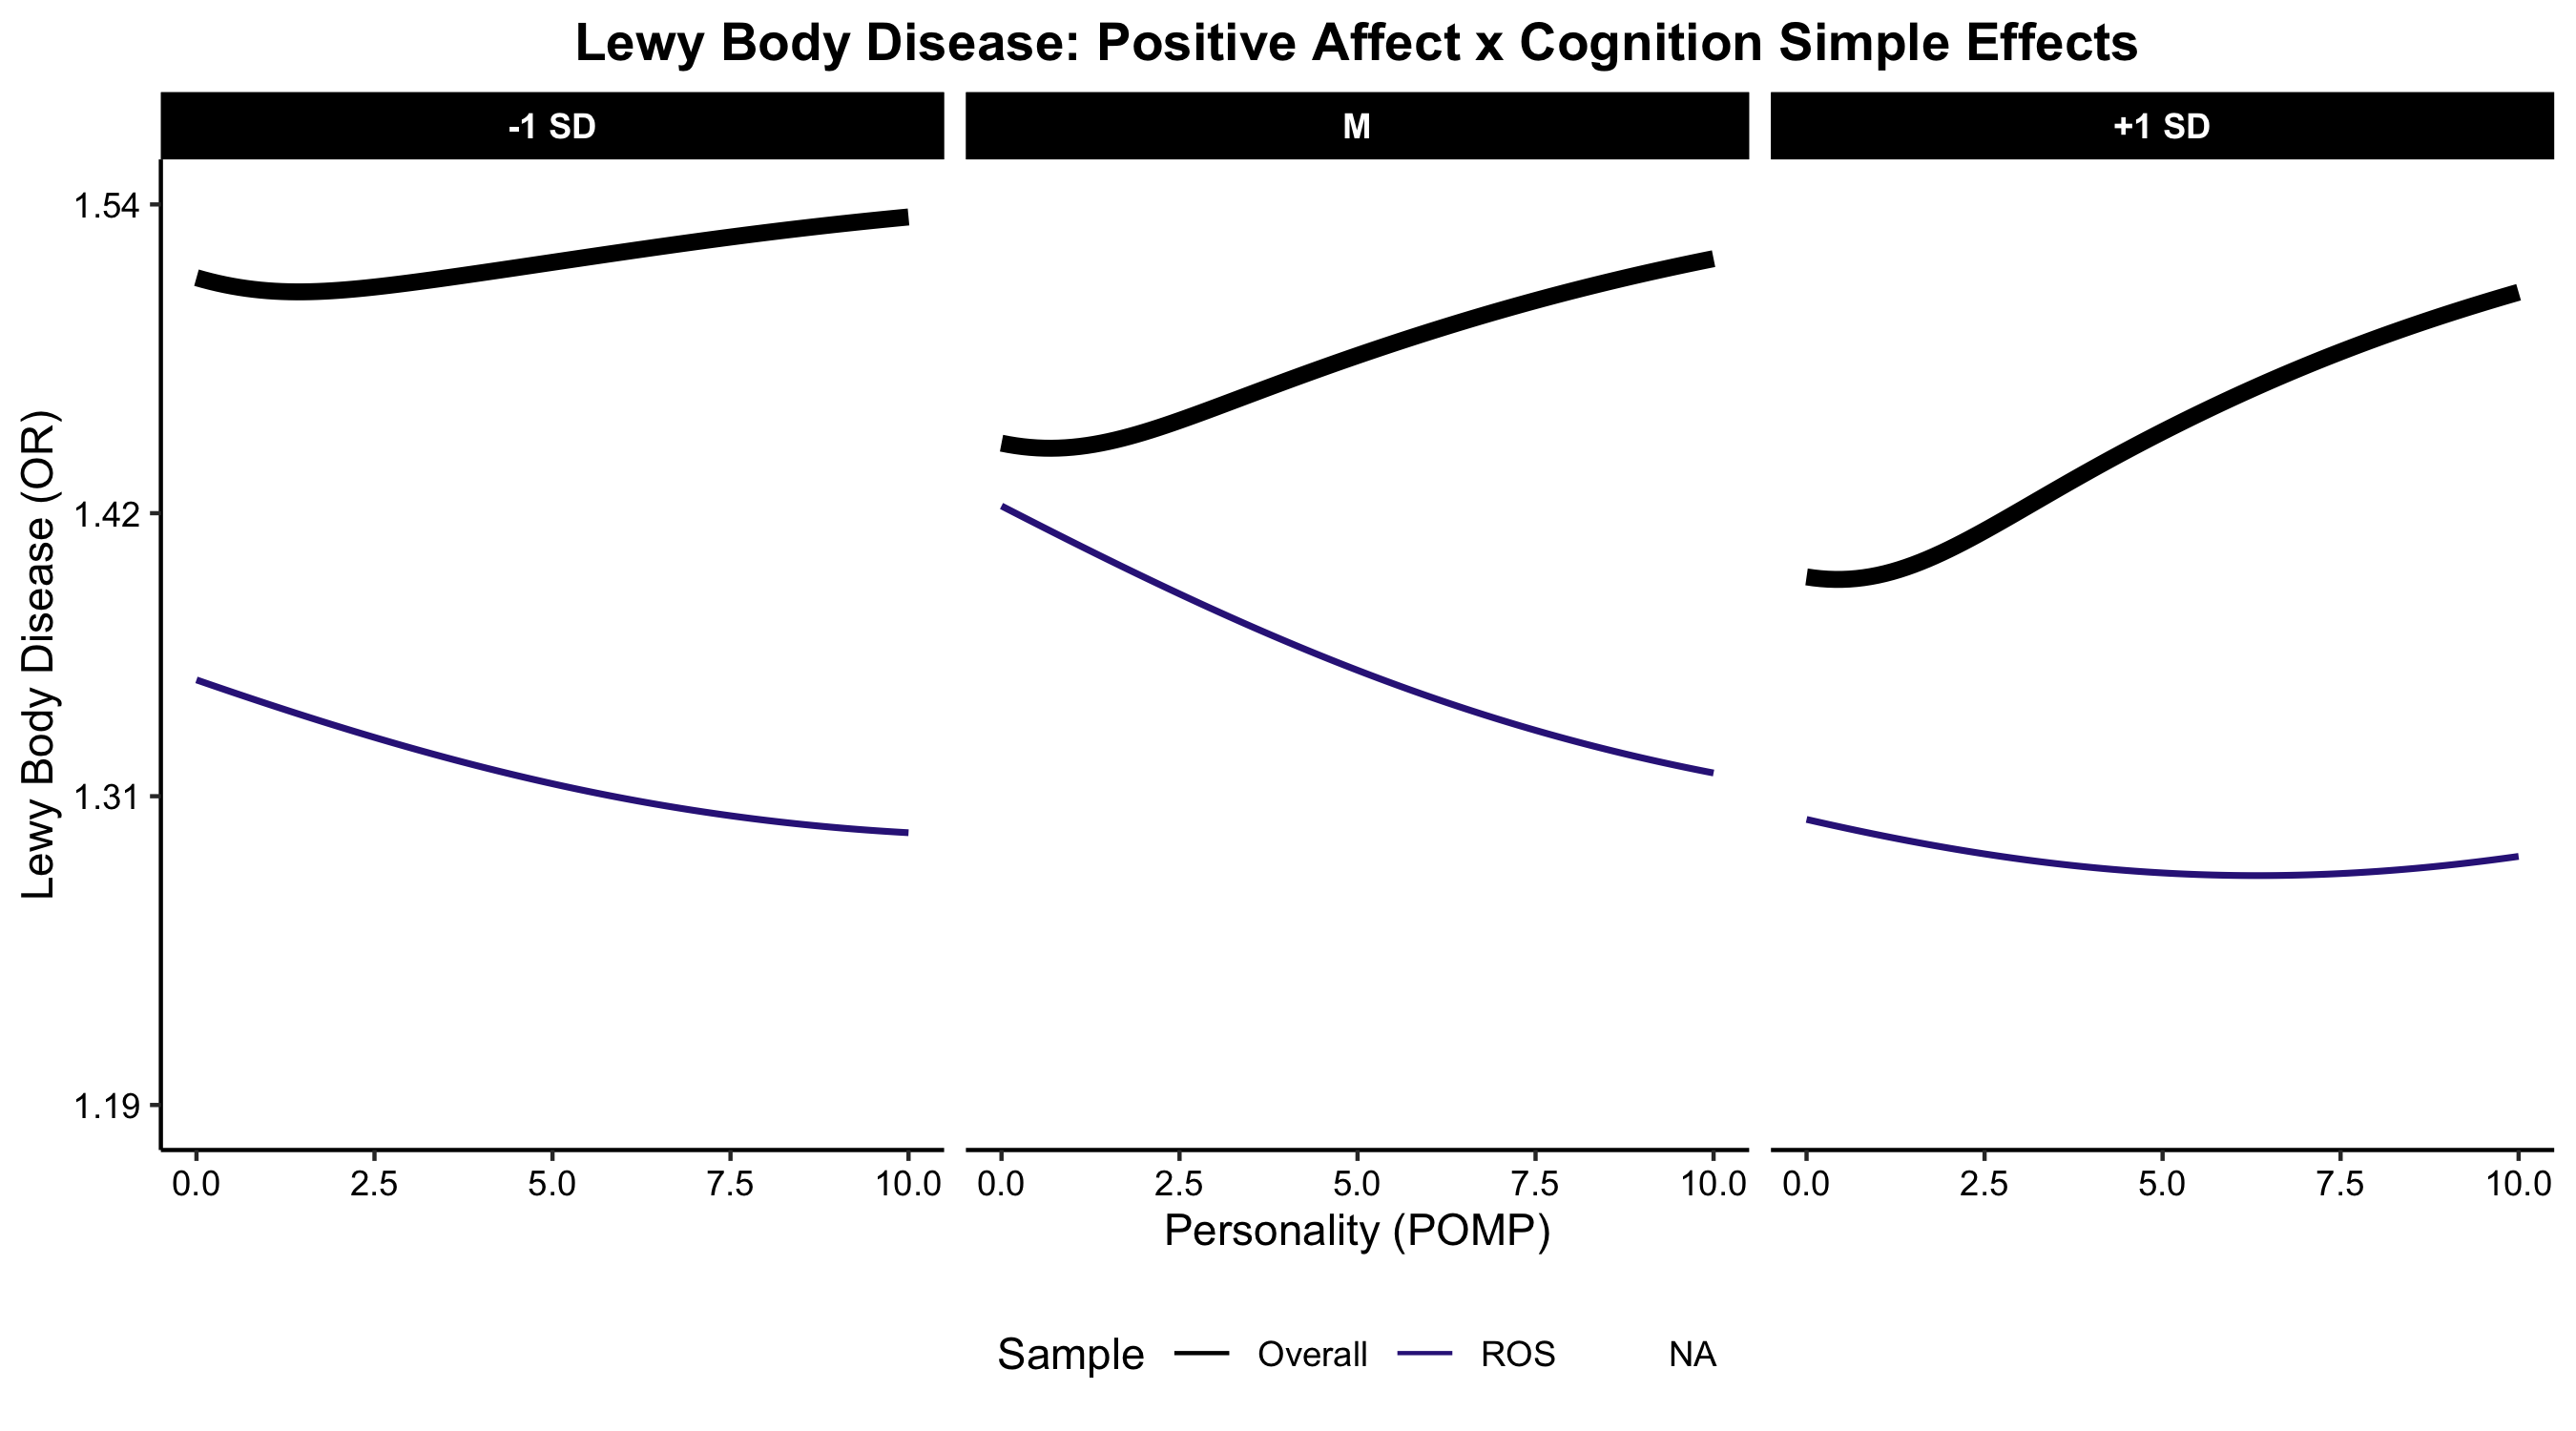 Lewy Body Disease: Positive Affect x Cognition Simple Effects
-1 SD
M
+1 SD
Lewy Body Disease (OR)
1.54
1.42
1.31
1.19
0.0 2.5 5.0 7.5 10.0
0.0 2.5 5.0 7.5 10.0
0.0 2.5 5.0 7.5 10.0
Personality (POMP)
Sample Overall ROS NA